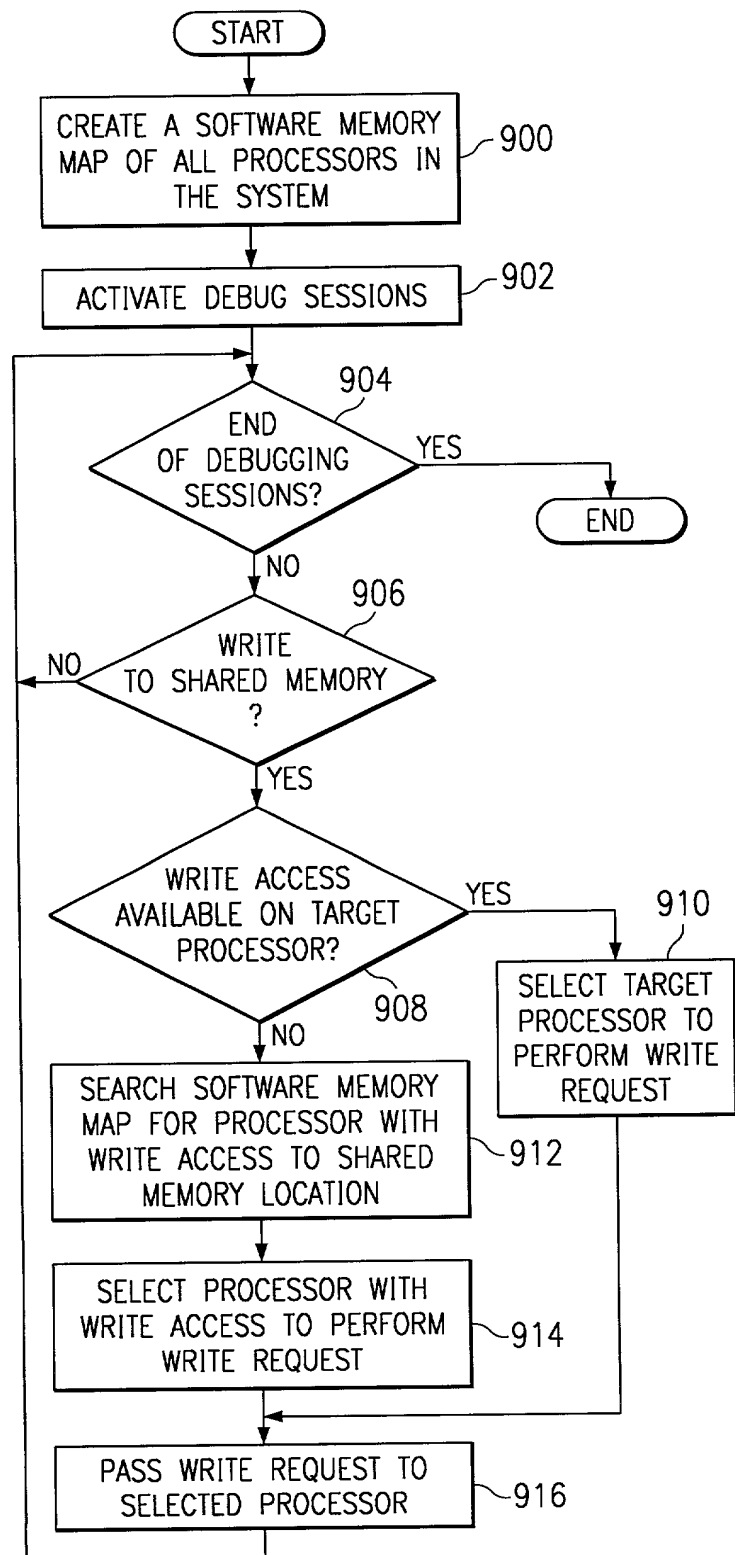 START
CREATE A SOFTWARE MEMORY
MAP OF ALL PROCESSORS IN
THE SYSTEM
900
ACTIVATE DEBUG SESSIONS
902
904
END
OF DEBUGGING
SESSIONS?
YES
END
NO
906
WRITE
TO SHARED MEMORY
?
NO
YES
WRITE ACCESS
AVAILABLE ON TARGET
PROCESSOR?
YES
908
NO
910
SELECT TARGET
PROCESSOR TO
PERFORM WRITE
REQUEST
SEARCH SOFTWARE MEMORY
MAP FOR PROCESSOR WITH
WRITE ACCESS TO SHARED
MEMORY LOCATION
912
SELECT PROCESSOR WITH
WRITE ACCESS TO PERFORM
WRITE REQUEST
914
PASS WRITE REQUEST TO
SELECTED PROCESSOR
916